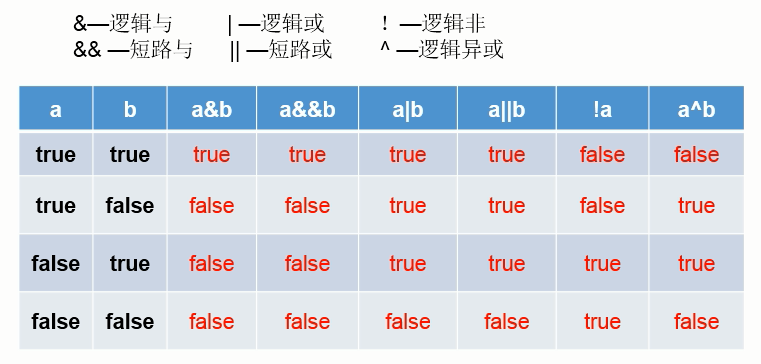 &—逻辑与 | —逻辑或 ! —逻辑非
&& —短路与 || —短路或 ^ —逻辑异或
a b a&b a&&b a|b a||b !a a^b
true true true true true true false false
true false false false true true false true
false true false false true true true true
false false false false false false true false